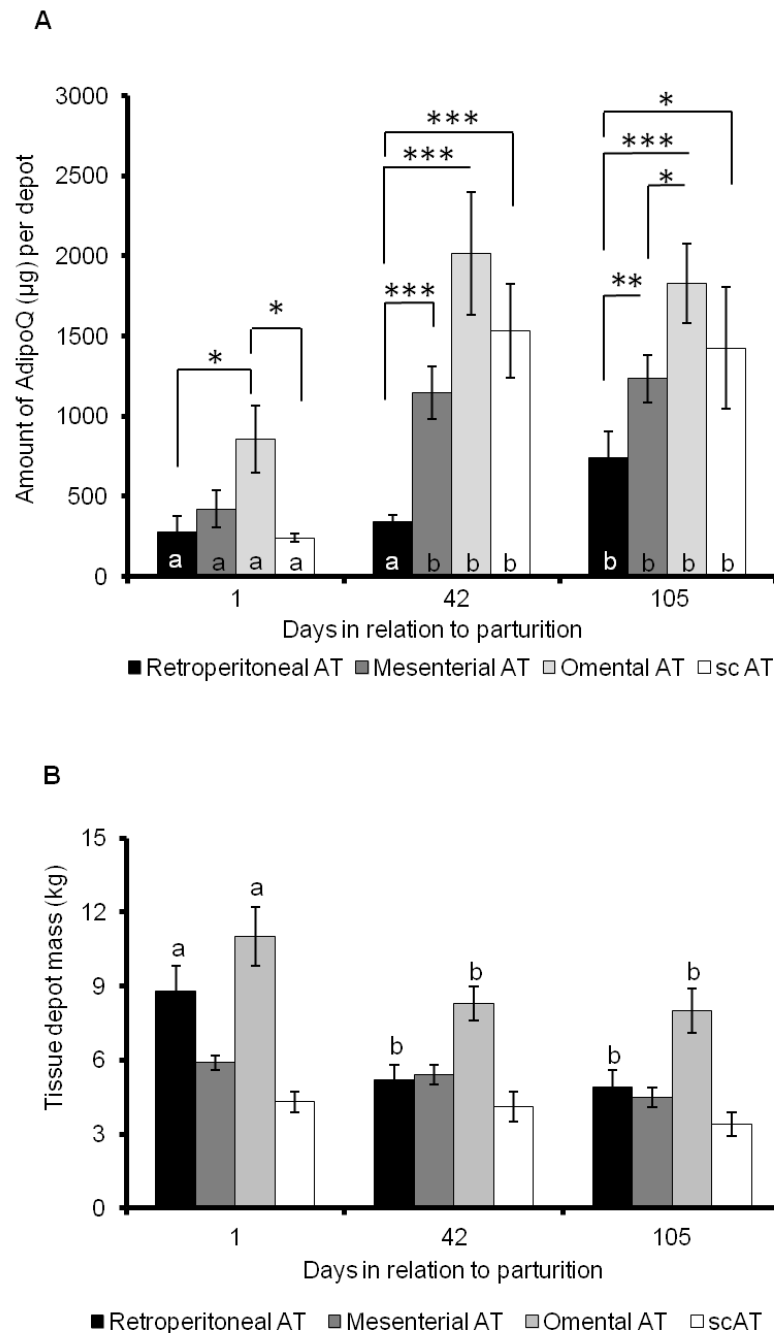 A
3000
2500
2000
1500
1000
500
0
Amount of AdipoQ (µg) per depot
* * *** *** *** * *** * **
a a a a a b b b b b b b
1 42 105
Days in relation to parturition
Retroperitoneal AT Mesenterial AT Omental AT sc AT
B
15
12
9
6
3
0
Tissue depot mass (kg)
a a b b b b
1 42 105
Days in relation to parturition
Retroperitoneal AT Mesenterial AT Omental AT scAT